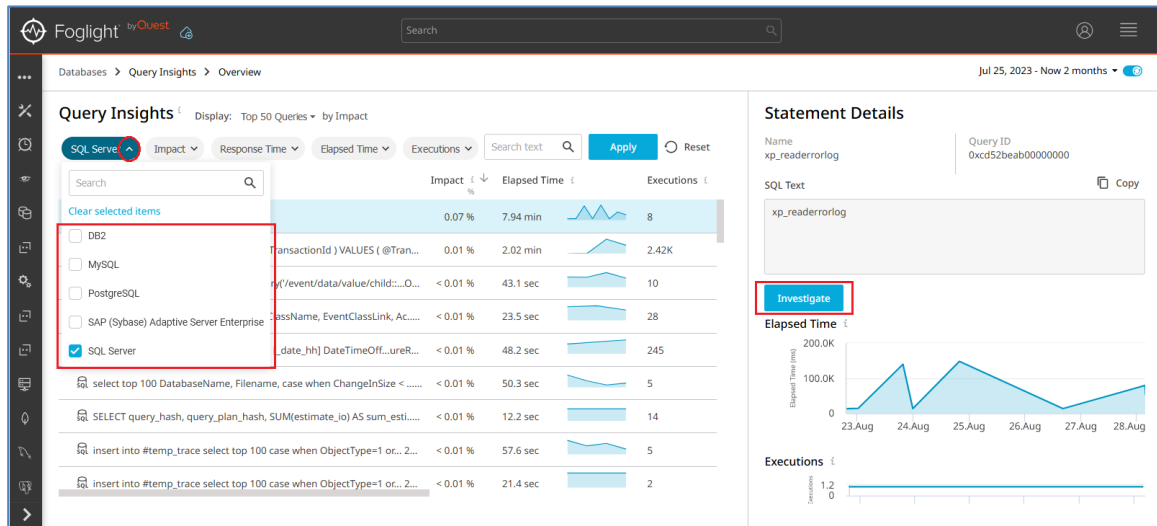 Foglight by Quest
Search
Databases > Query Insights > Overview
Jul 25, 2023 - Now 2 months
Query Insights i Display: Top 50 Queries by Impact
SQL Server
Impact
Response Time
Elapsed Time
Executions
Search text
Apply
Reset
Search
Clear selected items
DB2
MySQL
PostgreSQL
SAP (Sybase) Adaptive Server Enterprise
SQL Server
Impact i %
Elapsed Time i
Executions i
0.07 % 7.94 min 8
TransactionId ) VALUES ( @Tran... 0.01 % 2.02 min 2.42K
ry('/event/data/value/child::...O... < 0.01 % 43.1 sec 10
ClassName, EventClassLink, Ac..... < 0.01 % 23.5 sec 28
_date_hh] DateTimeOff...ureR... < 0.01 % 48.2 sec 245
SQL select top 100 DatabaseName, Filename, case when ChangeInSize < ...... < 0.01 % 50.3 sec 5
SQL SELECT query_hash, query_plan_hash, SUM(estimate_io) AS sum_esti..... < 0.01 % 12.2 sec 14
SQL insert into #temp_trace select top 100 case when ObjectType=1 or... 2... < 0.01 % 57.6 sec 5
SQL insert into #temp_trace select top 100 case when ObjectType=1 or... 2... < 0.01 % 21.4 sec 2
Statement Details
Name
xp_readerrorlog
Query ID
0xcd52beab00000000
SQL Text
Copy
xp_readerrorlog
Investigate
Elapsed Time i
Elapsed Time (ms)
200.0K
100.0K
0
23.Aug 24.Aug 25.Aug 26.Aug 27.Aug 28.Aug
Executions i
Executions
1.2
0